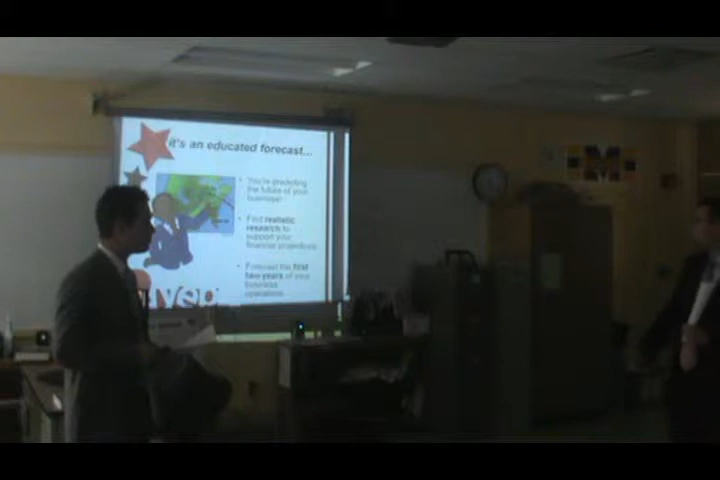 it's an educated forecast...
• You're predicting
the future of your
business!
• Find realistic
research to
support your
financial projections
• Forecast the first
two years of your
business
operations
M